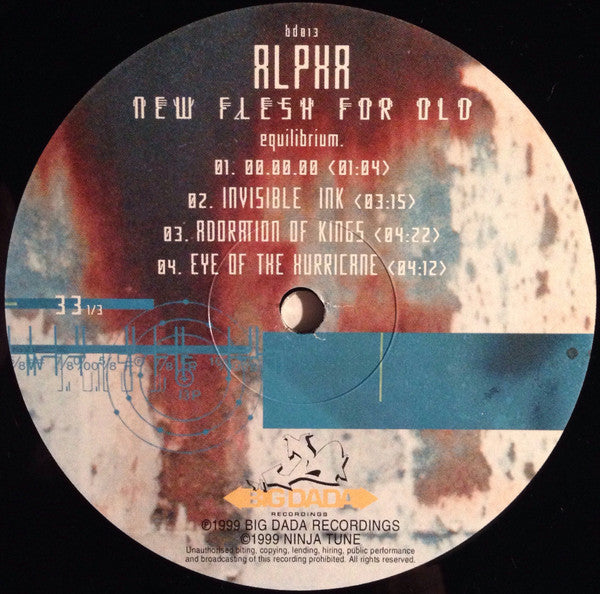 bd013
ALPHA
NEW FLESH FOR OLD
equilibrium.
01. 00.00.00 <01:04>
02. INVISIBLE INK <03:15>
03. ADORATION OF KINGS <04:22>
04. EYE OF THE HURRICANE <04:12>
33 1/3
BIG DADA
RECORDINGS
©1999 BIG DADA RECORDINGS
©1999 NINJA TUNE
Unauthorised biting, copying, lending, hiring, public performance
and broadcasting of this recording prohibited. All rights reserved.